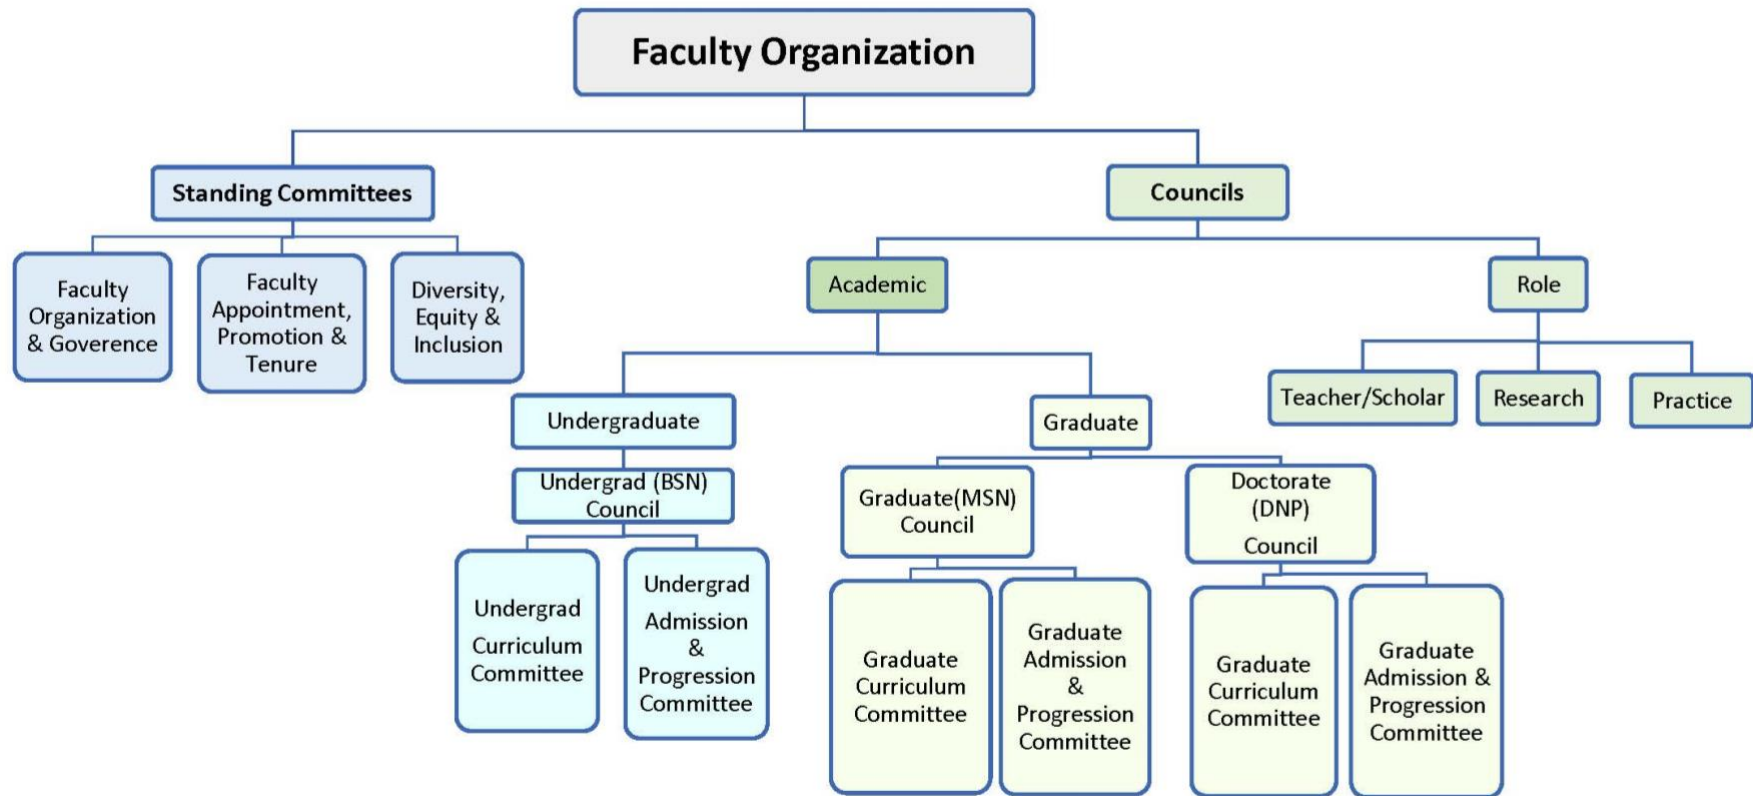 Faculty Organization
Standing Committees
Councils
Faculty
Organization
& Goverence
Faculty
Appointment,
Promotion &
Tenure
Diversity,
Equity &
Inclusion
Academic
Role
Teacher/Scholar
Research
Practice
Undergraduate
Graduate
Undergrad (BSN)
Council
Graduate(MSN)
Council
Doctorate
(DNP)
Council
Undergrad
Curriculum
Committee
Undergrad
Admission
&
Progression
Committee
Graduate
Curriculum
Committee
Graduate
Admission
&
Progression
Committee
Graduate
Curriculum
Committee
Graduate
Admission &
Progression
Committee